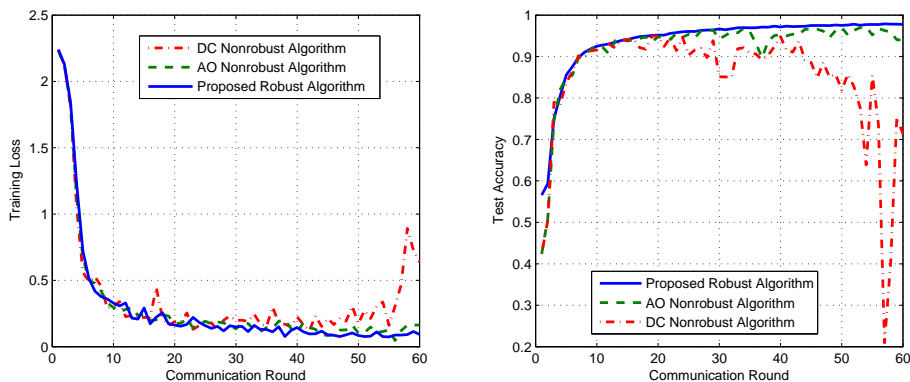 2.5
2
1.5
1
0.5
0
0
10
20
30
40
50
60
Training Loss
Communication Round
DC Nonrobust Algorithm
AO Nonrobust Algorithm
Proposed Robust Algorithm
1
0.9
0.8
0.7
0.6
0.5
0.4
0.3
0.2
0
10
20
30
40
50
60
Test Accuracy
Communication Round
Proposed Robust Algorithm
AO Nonrobust Algorithm
DC Nonrobust Algorithm